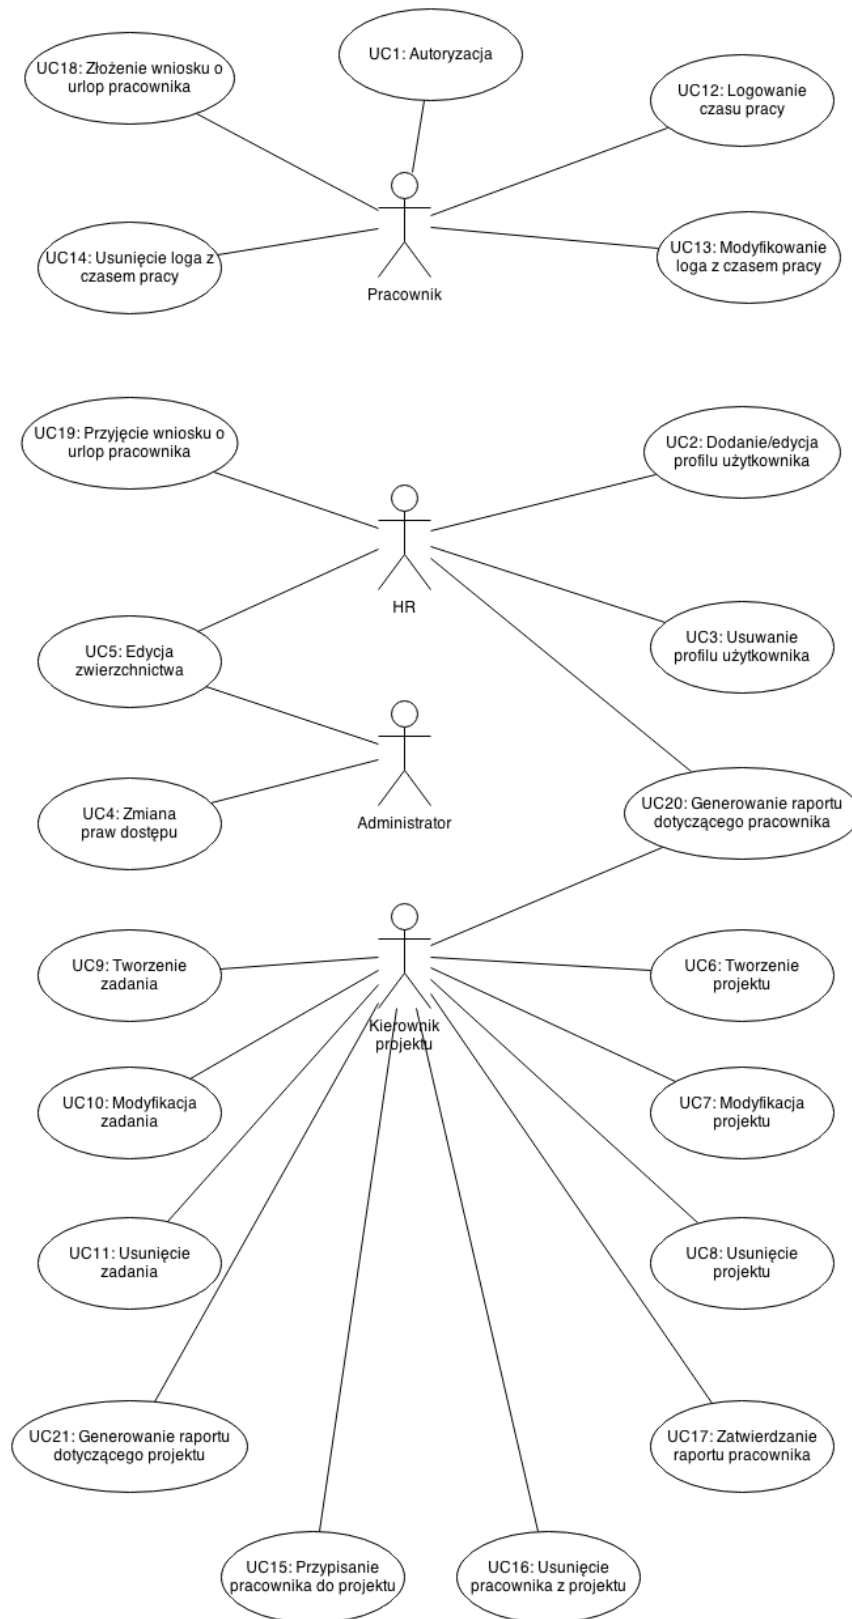 UC1: Autoryzacja
UC18: Złożenie wniosku o
urlop pracownika
UC12: Logowanie
czasu pracy
UC14: Usunięcie loga z
czasem pracy
UC13: Modyfikowanie
loga z czasem pracy
Pracownik
UC19: Przyjęcie wniosku o
urlop pracownika
UC2: Dodanie/edycja
profilu użytkownika
HR
UC5: Edycja
zwierzchnictwa
UC3: Usuwanie
profilu użytkownika
UC4: Zmiana
praw dostępu
Administrator
UC20: Generowanie raportu
dotyczącego pracownika
UC9: Tworzenie
zadania
UC6: Tworzenie
projektu
Kierownik
projektu
UC10: Modyfikacja
zadania
UC7: Modyfikacja
projektu
UC11: Usunięcie
zadania
UC8: Usunięcie
projektu
UC21: Generowanie raportu
dotyczącego projektu
UC17: Zatwierdzanie
raportu pracownika
UC15: Przypisanie
pracownika do projektu
UC16: Usunięcie
pracownika z projektu